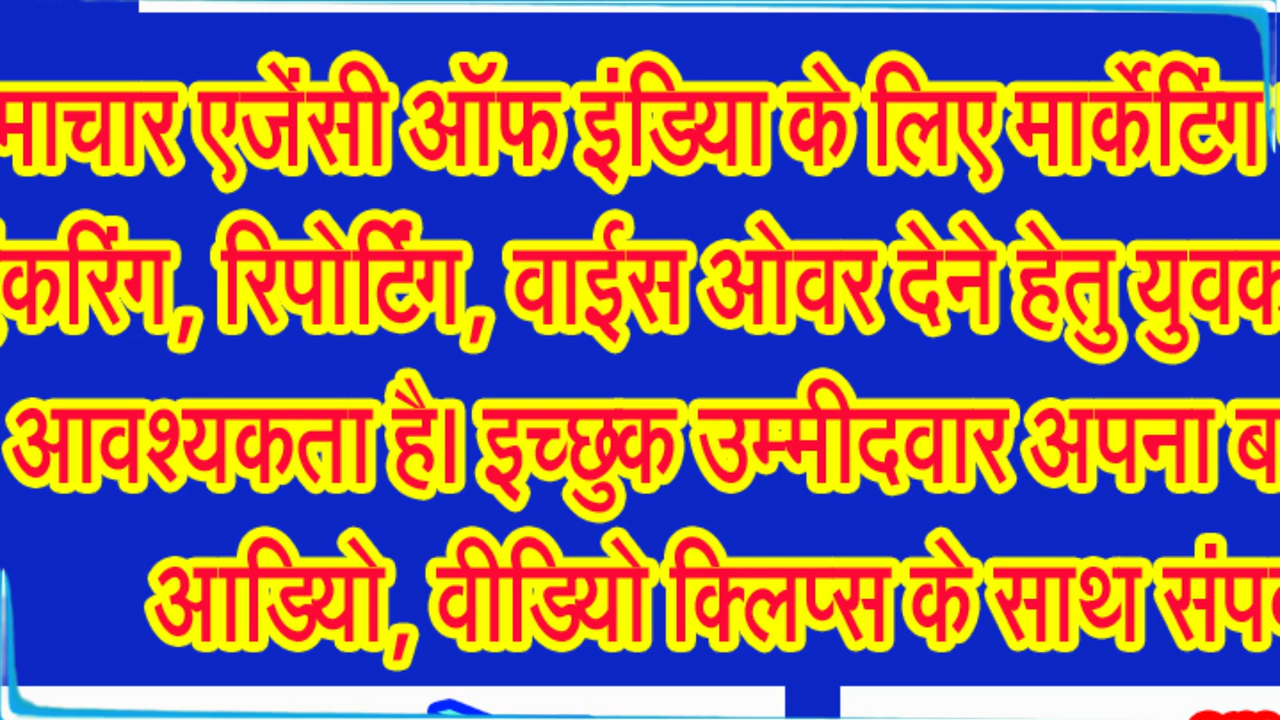 माचार एजेंसी ऑफ इंडिया के लिए मार्केटिंग
करिंग, रिपोर्टिंग, वाईस ओवर देने हेतु युवक
आवश्यकता है। इच्छुक उम्मीदवार अपना ब
आडियो, वीडियो क्लिप्स के साथ संप